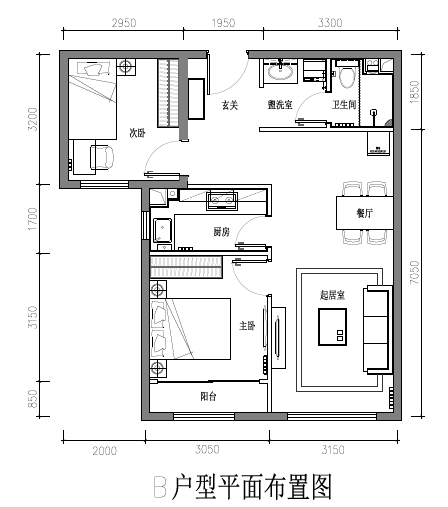 2950 1950 3300
3200
1700
3150
850
1850
7050
玄关
盥洗室
卫生间
次卧
餐厅
厨房
起居室
主卧
阳台
2000 3050 3150
B户型平面布置图